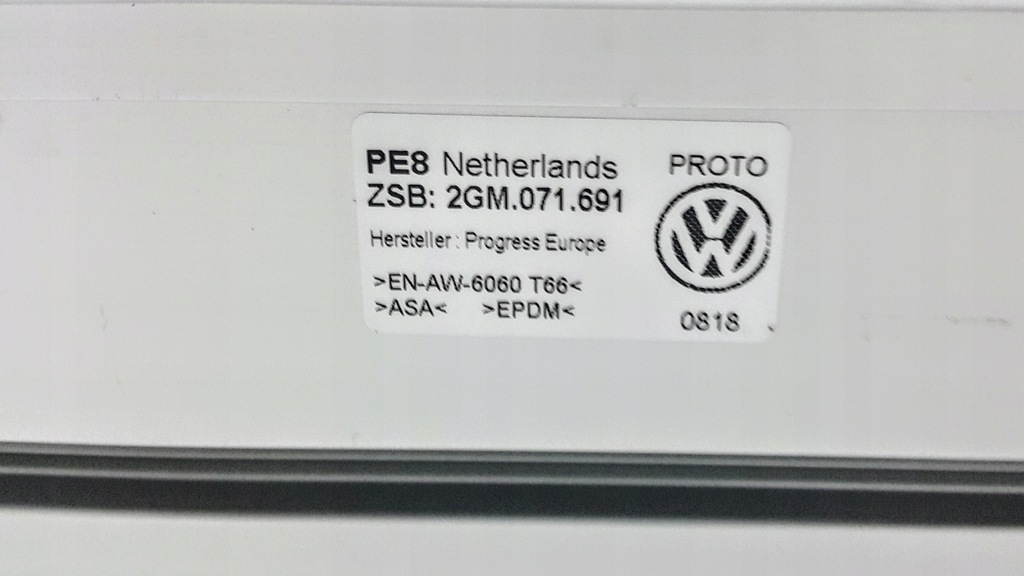 PE8 Netherlands
ZSB: 2GM.071.691
Hersteller : Progress Europe
>EN-AW-6060 T66<
>ASA< >EPDM<
PROTO
0818